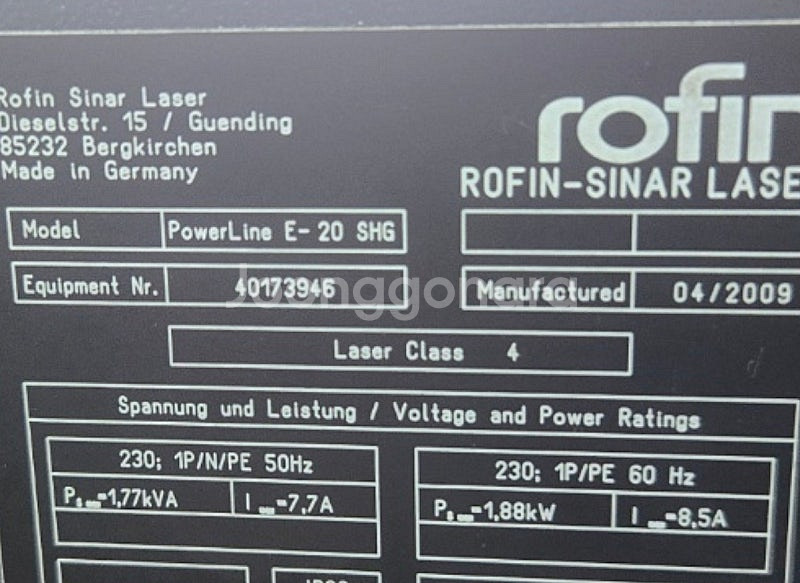 Rofin Sinar Laser
Dieselstr. 15 / Guending
85232 Bergkirchen
Made in Germany
rofin
ROFIN-SINAR LASE
Model PowerLine E- 20 SHG
Equipment Nr. 40173946
Manufactured 04/2009
Joonggonara
Laser Class 4
Spannung und Leistung / Voltage and Power Ratings
230; 1P/N/PE 50Hz
230; 1P/PE 60 Hz
=1,77kVA
=7,7A
=1,88kW
=8,5A